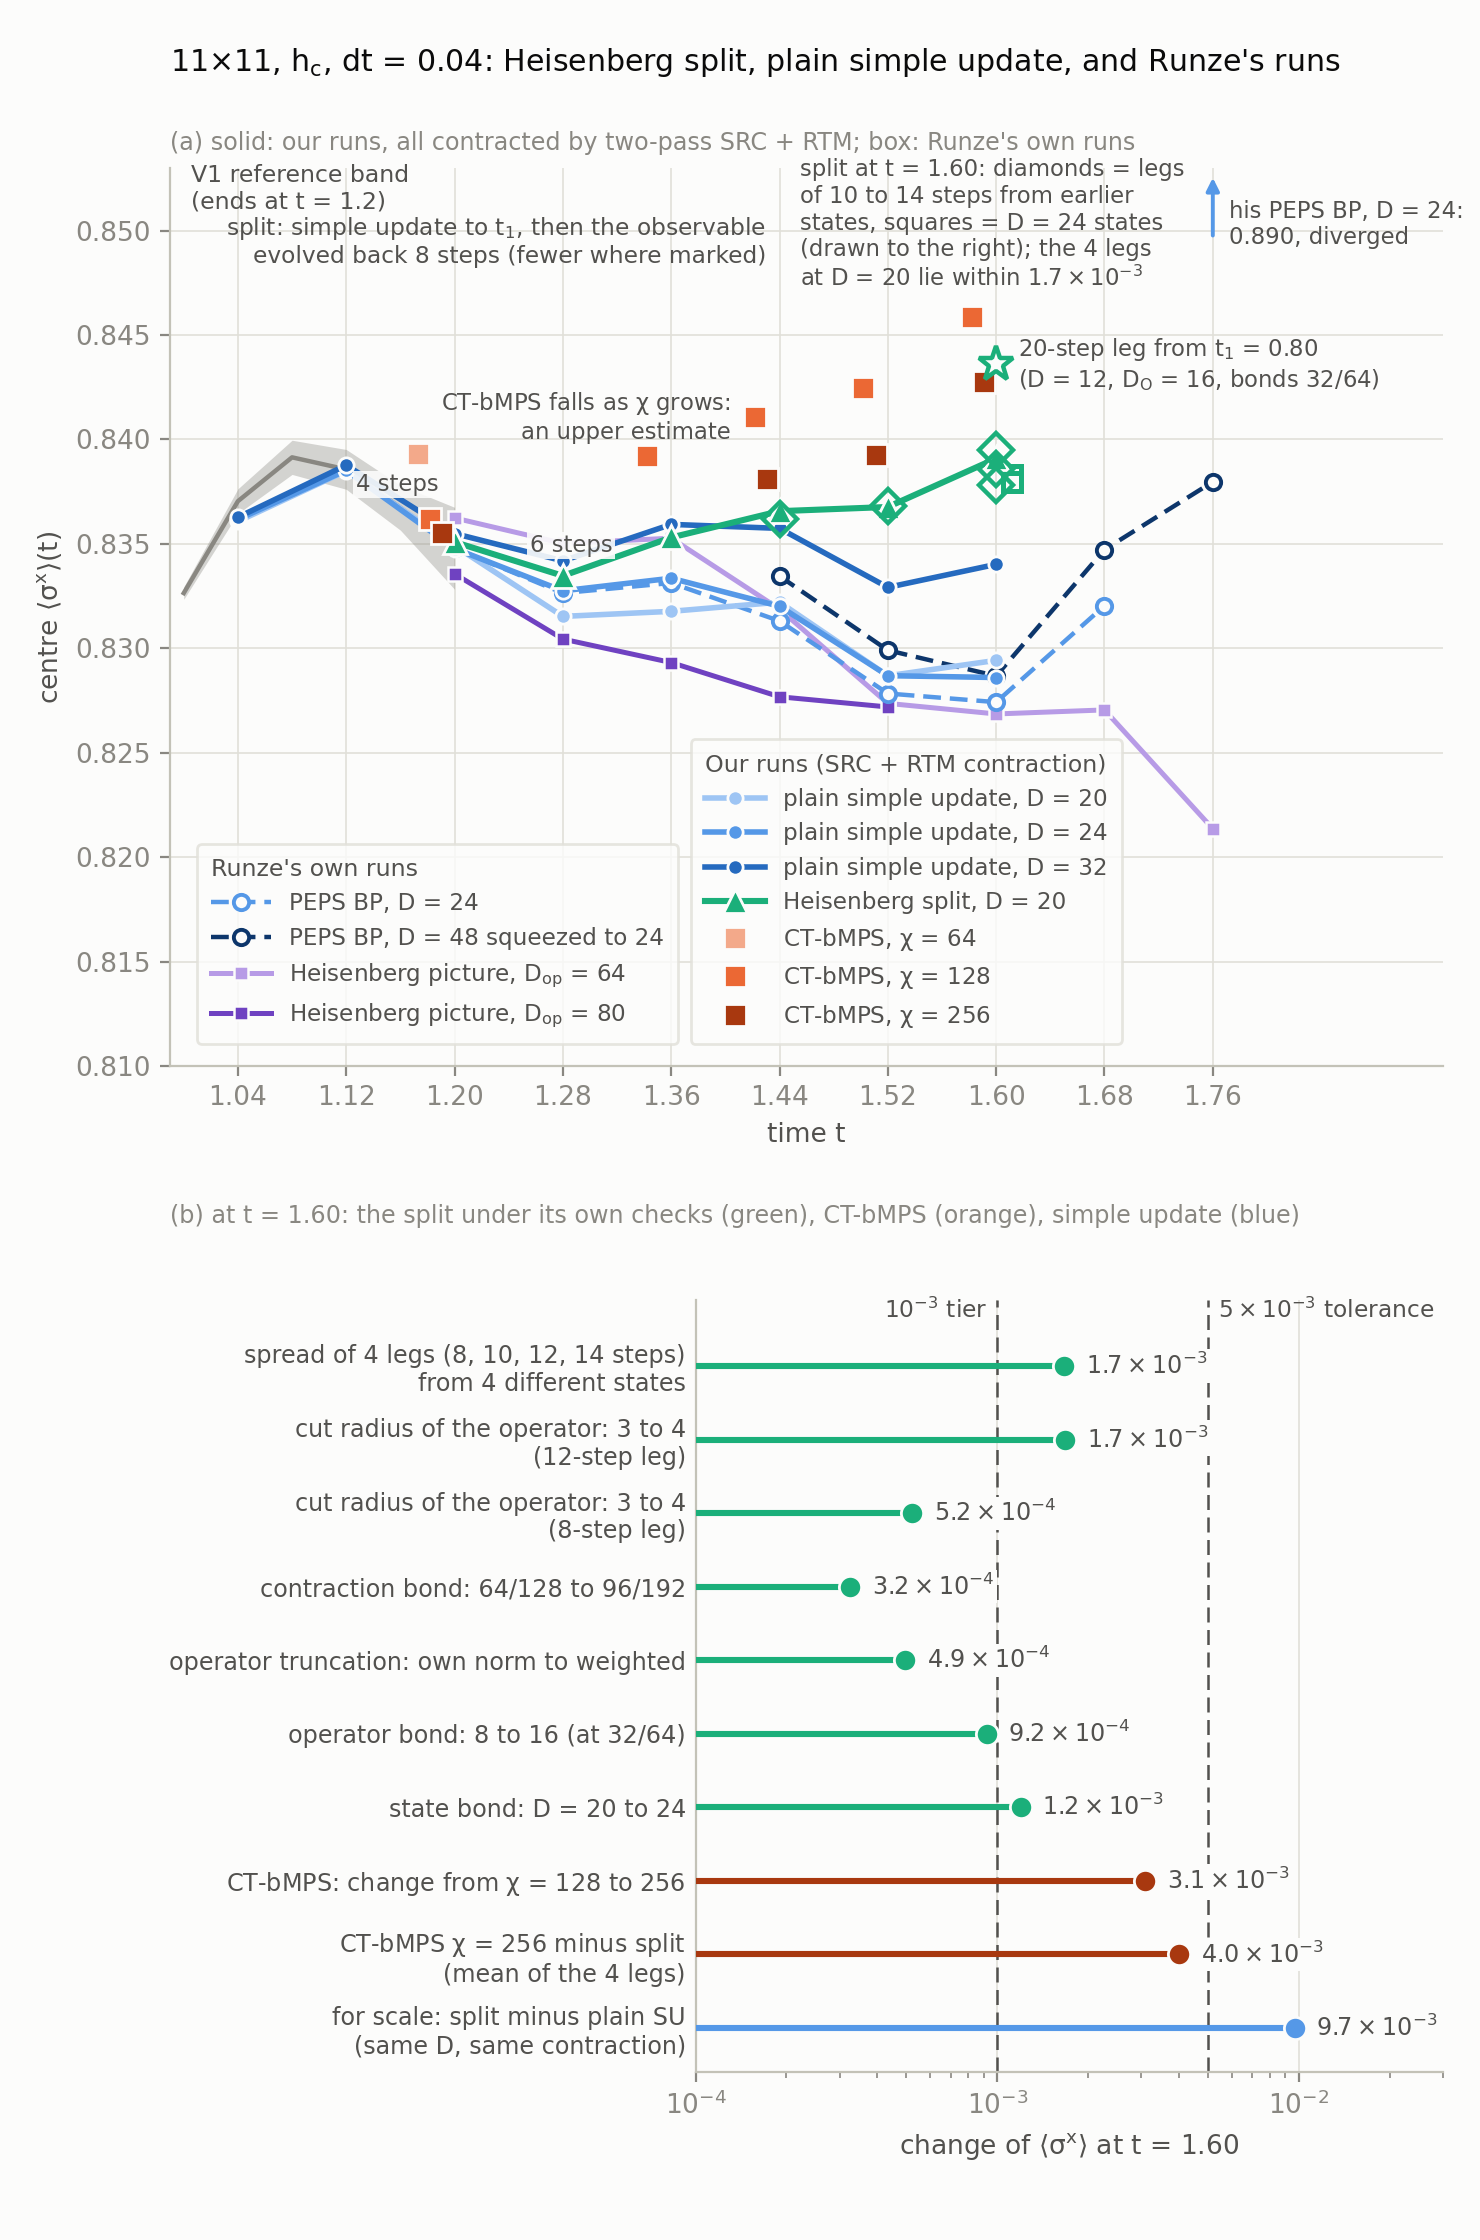 11×11, h_c, dt = 0.04: Heisenberg split, plain simple update, and Runze's runs
(a) solid: our runs, all contracted by two-pass SRC + RTM; box: Runze's own runs
V1 reference band
(ends at t = 1.2)
split: simple update to t₁, then the observable
evolved back 8 steps (fewer where marked)
split at t = 1.60: diamonds = legs
of 10 to 14 steps from earlier
states, squares = D = 24 states
(drawn to the right); the 4 legs
at D = 20 lie within 1.7 × 10⁻³
his PEPS BP, D = 24:
0.890, diverged
20-step leg from t₁ = 0.80
(D = 12, D_O = 16, bonds 32/64)
CT-bMPS falls as χ grows:
an upper estimate
4 steps
6 steps
centre ⟨σˣ⟩(t)
0.850
0.845
0.840
0.835
0.830
0.825
0.820
0.815
0.810
Runze's own runs
PEPS BP, D = 24
PEPS BP, D = 48 squeezed to 24
Heisenberg picture, D_op = 64
Heisenberg picture, D_op = 80
Our runs (SRC + RTM contraction)
plain simple update, D = 20
plain simple update, D = 24
plain simple update, D = 32
Heisenberg split, D = 20
CT-bMPS, χ = 64
CT-bMPS, χ = 128
CT-bMPS, χ = 256
1.04 1.12 1.20 1.28 1.36 1.44 1.52 1.60 1.68 1.76
time t
(b) at t = 1.60: the split under its own checks (green), CT-bMPS (orange), simple update (blue)
10⁻³ tier
5 × 10⁻³ tolerance
spread of 4 legs (8, 10, 12, 14 steps)
from 4 different states
1.7 × 10⁻³
cut radius of the operator: 3 to 4
(12-step leg)
1.7 × 10⁻³
cut radius of the operator: 3 to 4
(8-step leg)
5.2 × 10⁻⁴
contraction bond: 64/128 to 96/192
3.2 × 10⁻⁴
operator truncation: own norm to weighted
4.9 × 10⁻⁴
operator bond: 8 to 16 (at 32/64)
9.2 × 10⁻⁴
state bond: D = 20 to 24
1.2 × 10⁻³
CT-bMPS: change from χ = 128 to 256
3.1 × 10⁻³
CT-bMPS χ = 256 minus split
(mean of the 4 legs)
4.0 × 10⁻³
for scale: split minus plain SU
(same D, same contraction)
9.7 × 10⁻³
10⁻⁴ 10⁻³ 10⁻²
change of ⟨σˣ⟩ at t = 1.60